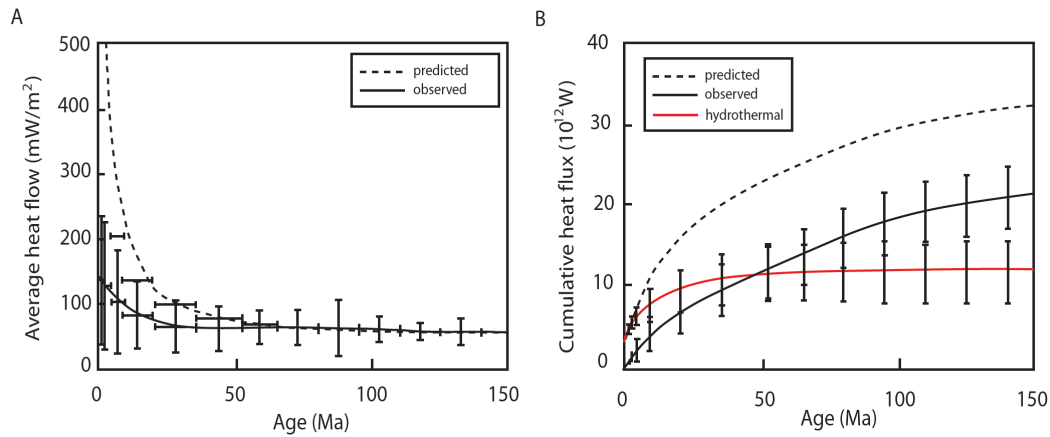 A
500
400
300
200
100
0
Average heat flow (mW/m²)
predicted
observed
0
50
100
150
Age (Ma)
B
40
30
20
10
0
Cumulative heat flux (10¹²W)
predicted
observed
hydrothermal
0
50
100
150
Age (Ma)